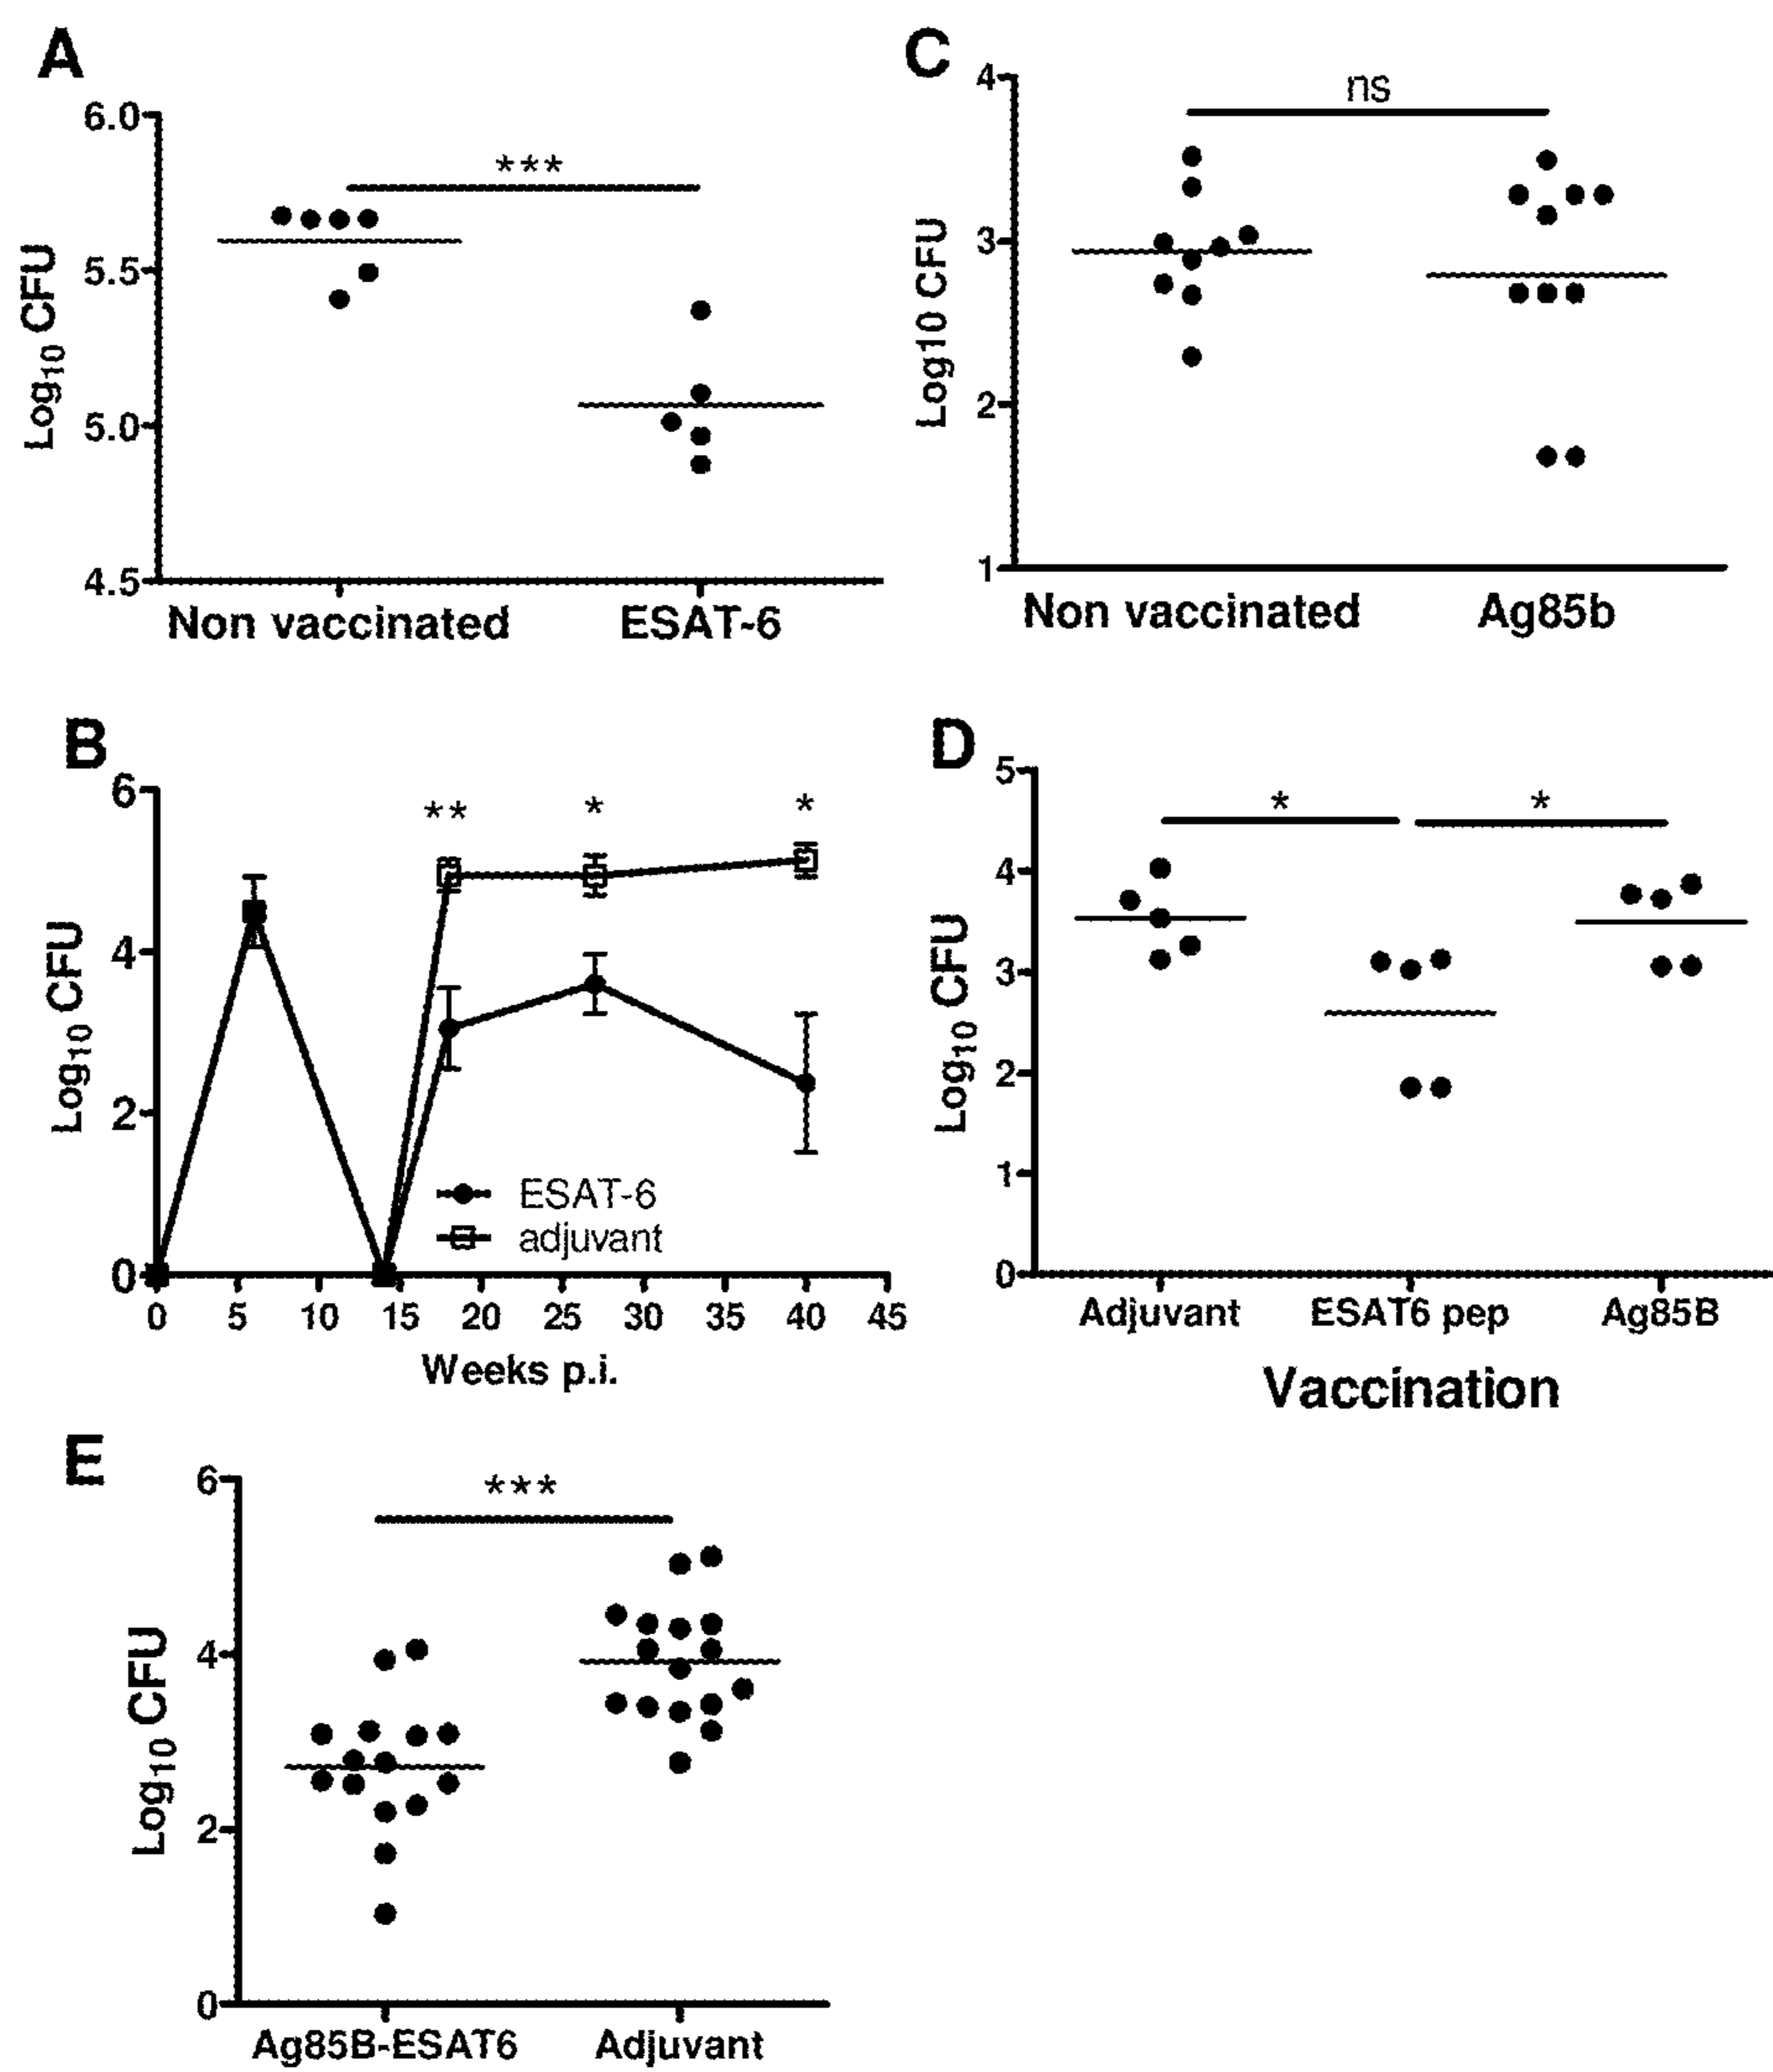 A
6.0
5.5
5.0
4.5
Log10 CFU
***
Non vaccinated
ESAT-6
C
4
3
2
1
Log10 CFU
ns
Non vaccinated
Ag85b
B
6
4
2
0
Log10 CFU
**
*
*
ESAT-6
adjuvant
0 5 10 15 20 25 30 35 40 45
Weeks p.i.
D
5
4
3
2
1
0
Log10 CFU
*
*
Adjuvant
ESAT6 pep
Ag85B
Vaccination
E
6
4
2
0
Log10 CFU
***
Ag85B-ESAT6
Adjuvant